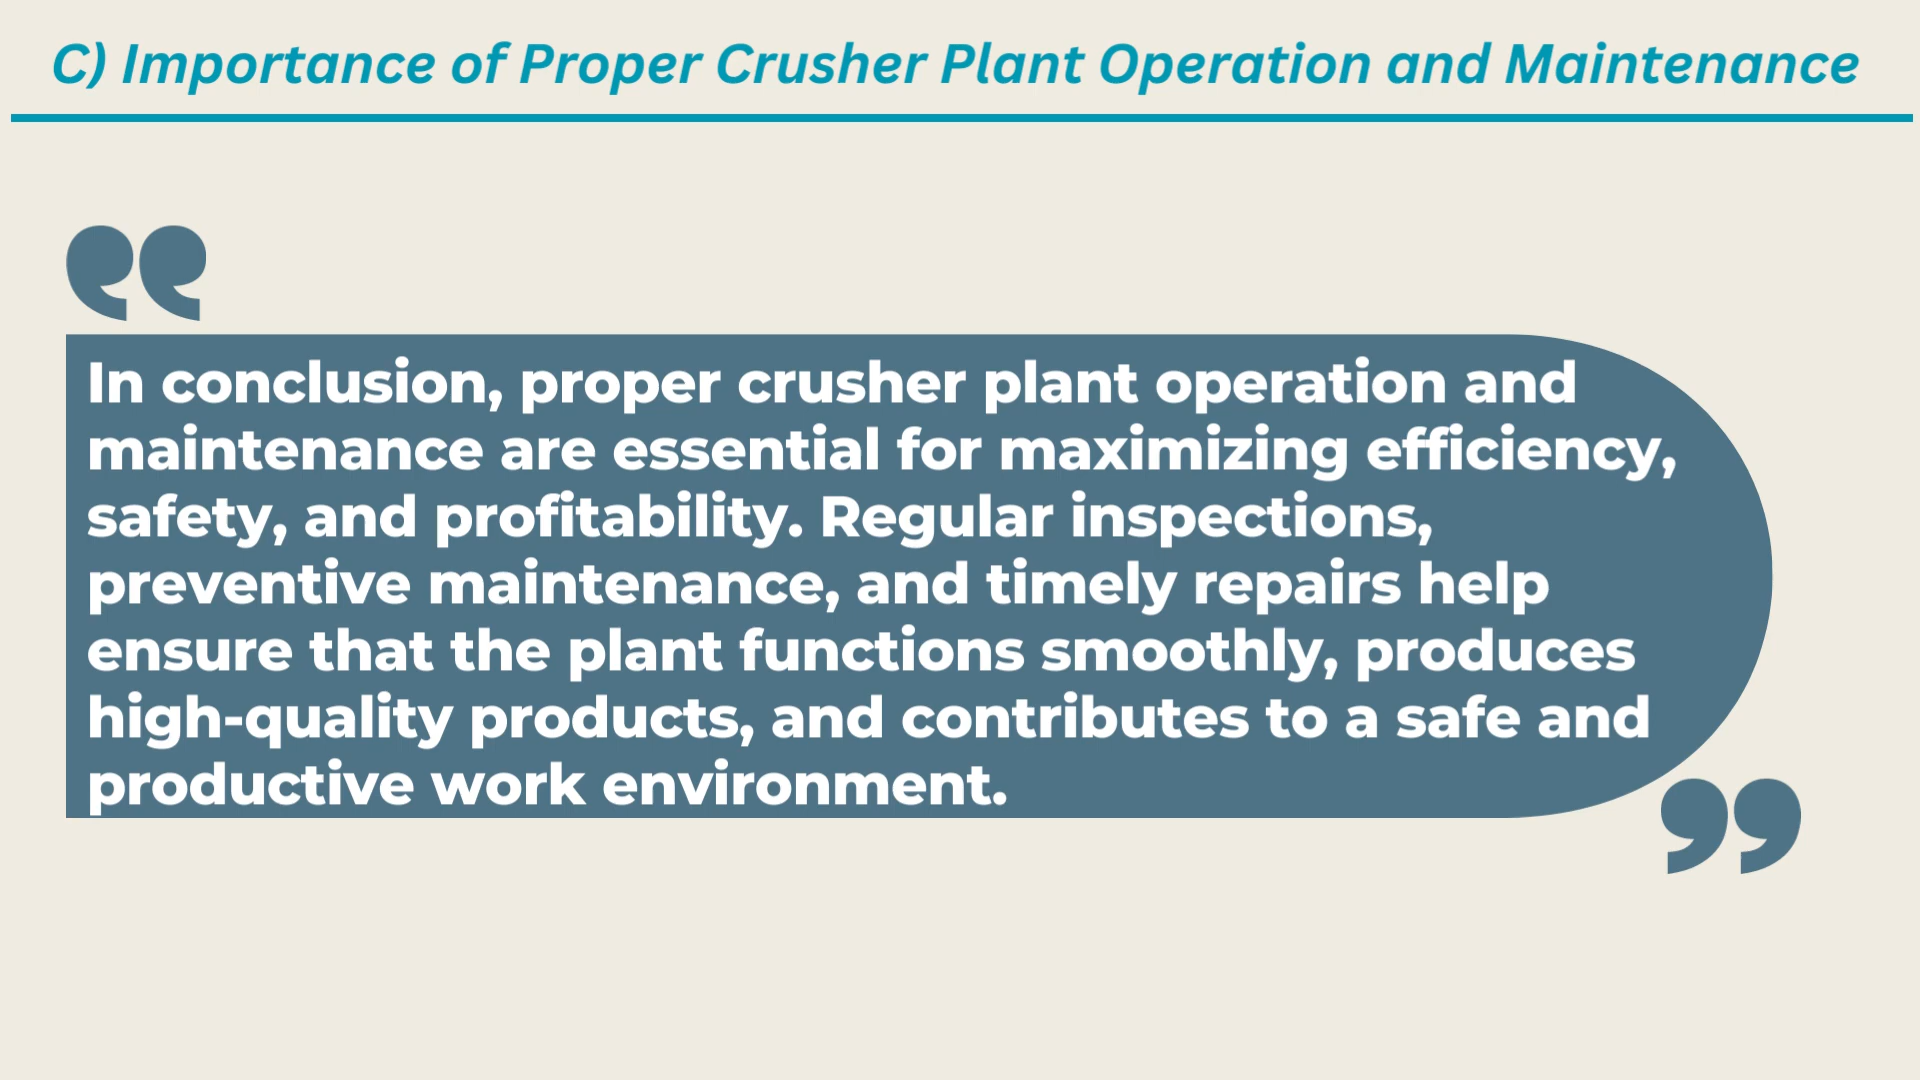 C) Importance of Proper Crusher Plant Operation and Maintenance
“
In conclusion, proper crusher plant operation and
maintenance are essential for maximizing efficiency,
safety, and profitability. Regular inspections,
preventive maintenance, and timely repairs help
ensure that the plant functions smoothly, produces
high-quality products, and contributes to a safe and
productive work environment.
”